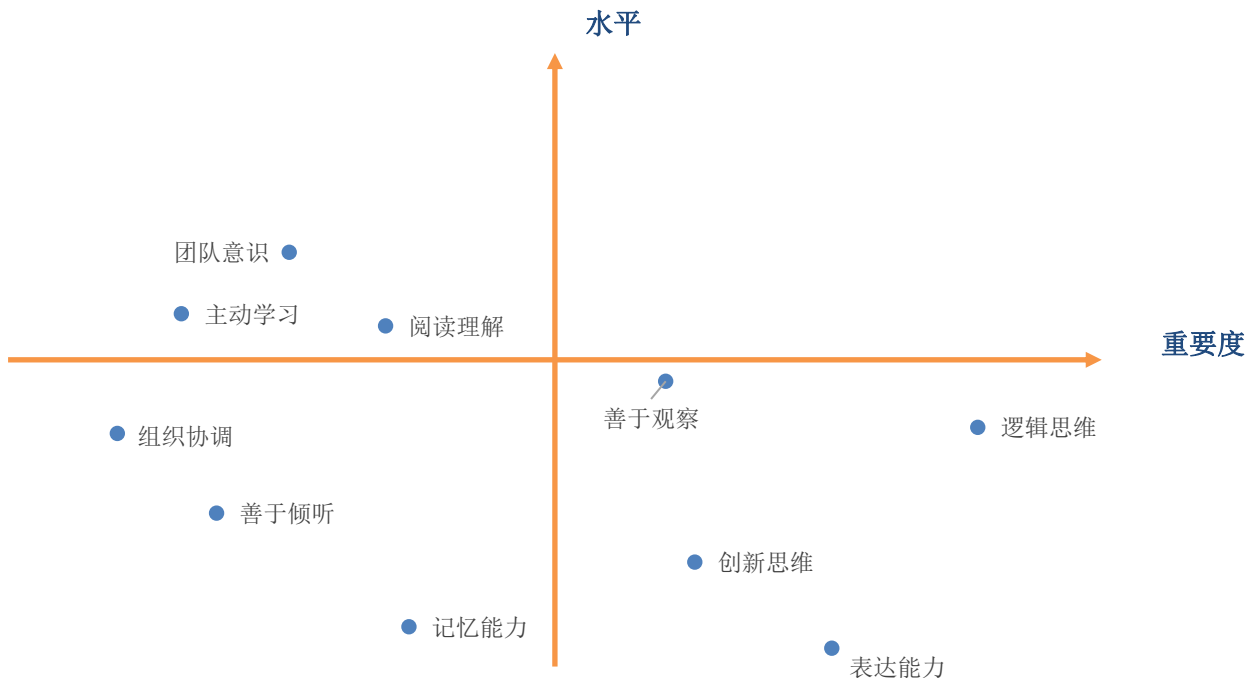 水平
团队意识
主动学习
阅读理解
重要度
善于观察
逻辑思维
组织协调
善于倾听
创新思维
记忆能力
表达能力